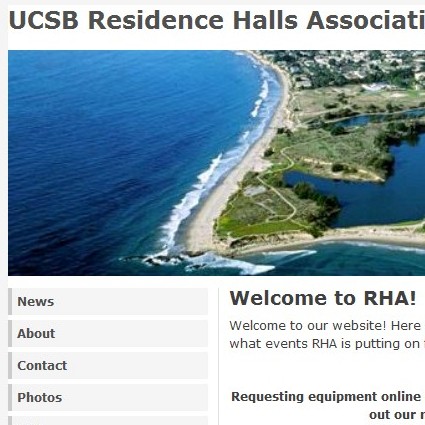 UCSB Residence Halls Associati
News
About
Contact
Photos
Welcome to RHA!
Welcome to our website! Here
what events RHA is putting on
Requesting equipment online
out our